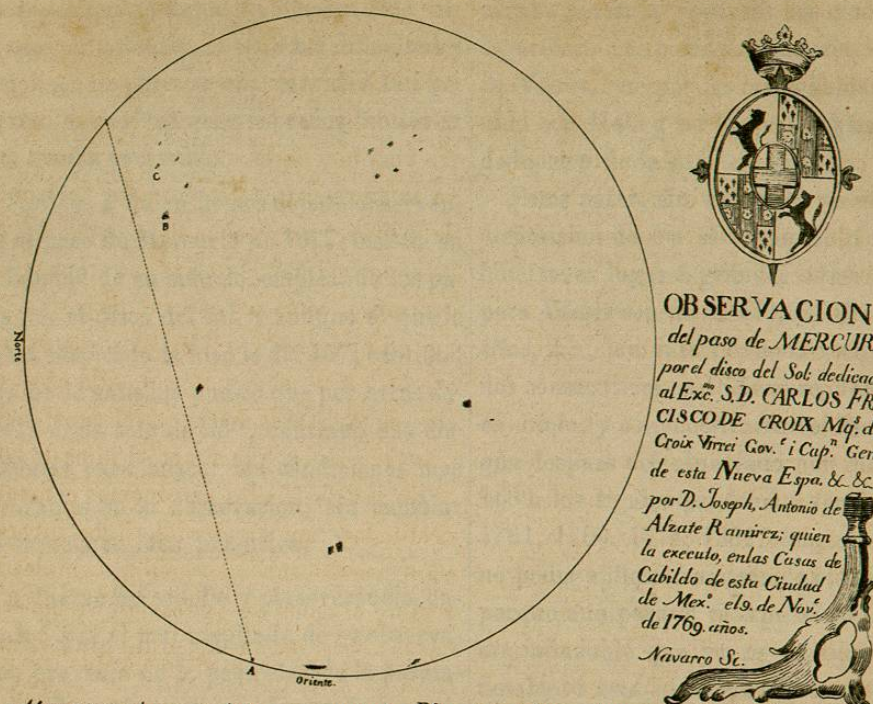 C
B
Norte
A
Oriente.
OBSERVACION
del paso de MERCUR
por el disco del Sol: dedicad
al Exc.mo S.D. CARLOS FR
CISCO DE CROIX Mq.s d
Croix Virrei Gov.r i Cap.n Gen
de esta Nueva Espa. &. &c
por D. Joseph, Antonio de
Alzate Ramirez; quien
la executo, enlas Casas de
Cabildo de esta Ciudad
de Mex.o el 9. de Nov.e
de 1769. años.
Navarro Sc.